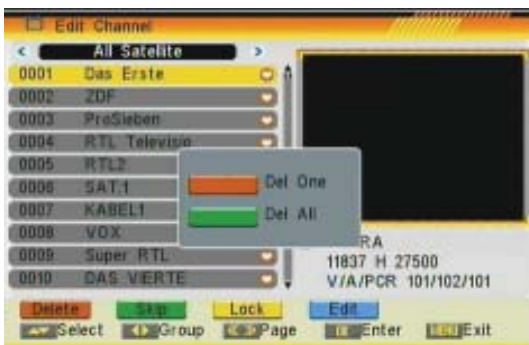 Edit Channel
All Satellite
0001 Das Erste
0002 ZDF
0003 ProSieben
0004 RTL Televisio
0005 RTL2
0006 SAT.1
0007 KABEL1
0008 VOX
0009 Super RTL
0010 DAS VIERTE
Del One
Del All
RA
11837 H 27500
V/A/PCR 101/102/101
Delete Skip Lock Edit
Select Group Page Enter Exit